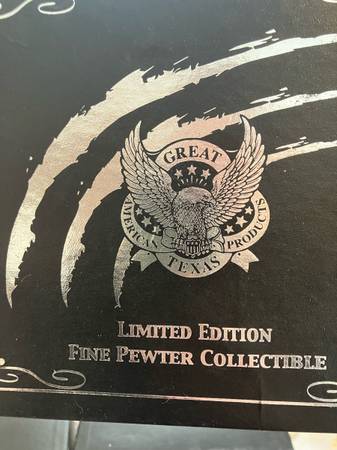 GREAT
AMERICAN PRODUCTS
TEXAS
LIMITED EDITION
FINE PEWTER COLLECTIBLE